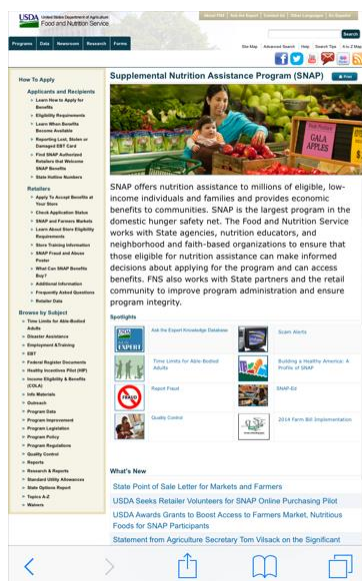 USDA United States Department of Agriculture
Food and Nutrition Service
About FNS | Ask the Expert | Contact Us | Other Languages | En Español
Search
Programs Data Newsroom Research Forms
Site Map Advanced Search Help Search Tips A to Z Map
How To Apply
Applicants and Recipients
Learn How to Apply for
Benefits
Eligibility Requirements
Learn When Benefits
Become Available
Reporting Lost, Stolen or
Damaged EBT Card
Find SNAP Authorized
Retailers that Welcome
SNAP Benefits
State Hotline Numbers
Retailers
Apply To Accept Benefits at
Your Store
Check Application Status
SNAP and Farmers Markets
Learn About Store Eligibility
Requirements
Store Training Information
SNAP Fraud and Abuse
Poster
What Can SNAP Benefits
Buy?
Additional Information
Frequently Asked Questions
Retailer Data
Browse by Subject
Time Limits for Able-Bodied
Adults
Disaster Assistance
Employment &Training
EBT
Federal Register Documents
Healthy Incentives Pilot (HIP)
Income Eligibility & Benefits
(COLA)
Info Materials
Outreach
Program Data
Program Improvement
Program Legislation
Program Policy
Program Regulations
Quality Control
Reports
Research & Reports
Standard Utility Allowances
State Options Report
Topics A-Z
Waivers
Supplemental Nutrition Assistance Program (SNAP)
Print
GALA
APPLES
SNAP offers nutrition assistance to millions of eligible, low-
income individuals and families and provides economic
benefits to communities. SNAP is the largest program in the
domestic hunger safety net. The Food and Nutrition Service
works with State agencies, nutrition educators, and
neighborhood and faith-based organizations to ensure that
those eligible for nutrition assistance can make informed
decisions about applying for the program and can access
benefits. FNS also works with State partners and the retail
community to improve program administration and ensure
program integrity.
Spotlights
EXPERT
Ask the Expert Knowledge Database
Scam Alerts
Time Limits for Able-Bodied
Adults
Building a Healthy America: A
Profile of SNAP
FRAUD
Report Fraud
SNAP-Ed
Quality Control
2014 Farm Bill Implementation
What's New
State Point of Sale Letter for Markets and Farmers
USDA Seeks Retailer Volunteers for SNAP Online Purchasing Pilot
USDA Awards Grants to Boost Access to Farmers Market, Nutritious
Foods for SNAP Participants
Statement from Agriculture Secretary Tom Vilsack on the Significant